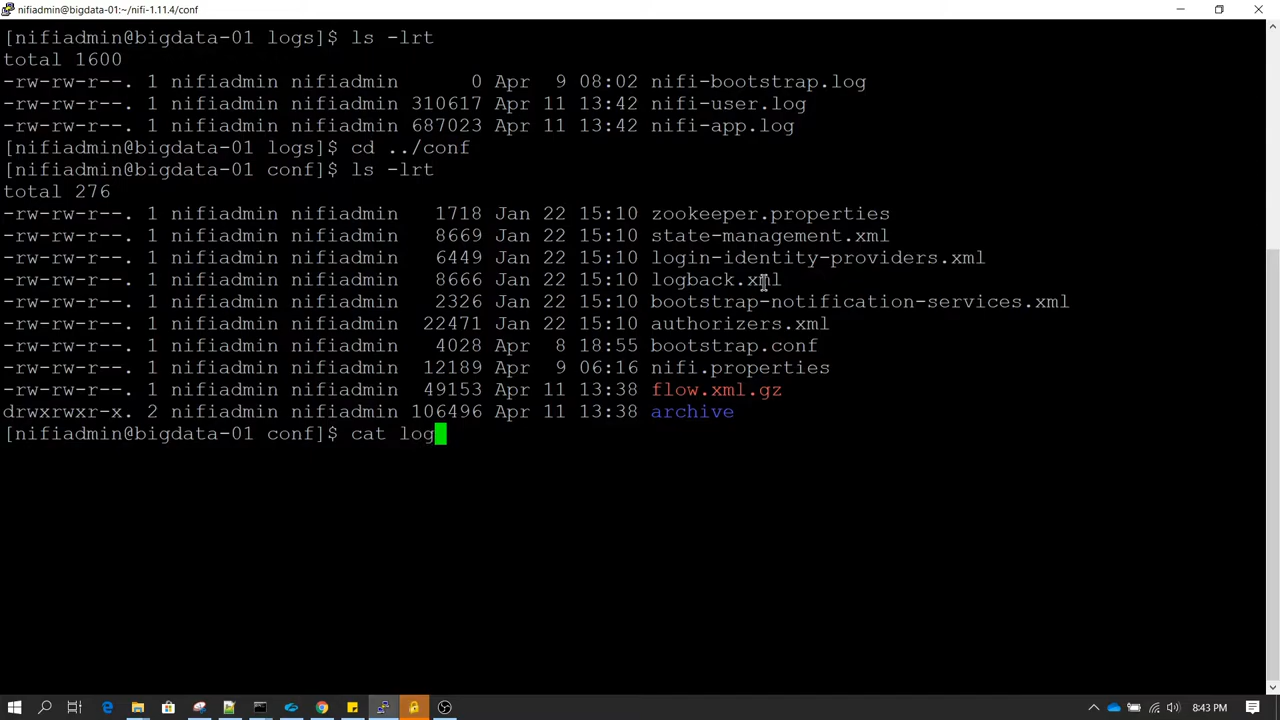 nifiadmin@bigdata-01:~/nifi-1.11.4/conf
[nifiadmin@bigdata-01 logs]$ ls -lrt
total 1600
-rw-rw-r--. 1 nifiadmin nifiadmin      0 Apr  9 08:02 nifi-bootstrap.log
-rw-rw-r--. 1 nifiadmin nifiadmin 310617 Apr 11 13:42 nifi-user.log
-rw-rw-r--. 1 nifiadmin nifiadmin 687023 Apr 11 13:42 nifi-app.log
[nifiadmin@bigdata-01 logs]$ cd ../conf
[nifiadmin@bigdata-01 conf]$ ls -lrt
total 276
-rw-rw-r--. 1 nifiadmin nifiadmin   1718 Jan 22 15:10 zookeeper.properties
-rw-rw-r--. 1 nifiadmin nifiadmin   8669 Jan 22 15:10 state-management.xml
-rw-rw-r--. 1 nifiadmin nifiadmin   6449 Jan 22 15:10 login-identity-providers.xml
-rw-rw-r--. 1 nifiadmin nifiadmin   8666 Jan 22 15:10 logback.xml
-rw-rw-r--. 1 nifiadmin nifiadmin   2326 Jan 22 15:10 bootstrap-notification-services.xml
-rw-rw-r--. 1 nifiadmin nifiadmin  22471 Jan 22 15:10 authorizers.xml
-rw-rw-r--. 1 nifiadmin nifiadmin   4028 Apr  8 18:55 bootstrap.conf
-rw-rw-r--. 1 nifiadmin nifiadmin  12189 Apr  9 06:16 nifi.properties
-rw-rw-r--. 1 nifiadmin nifiadmin  49153 Apr 11 13:38 flow.xml.gz
drwxrwxr-x. 2 nifiadmin nifiadmin 106496 Apr 11 13:38 archive
[nifiadmin@bigdata-01 conf]$ cat log
8:43 PM